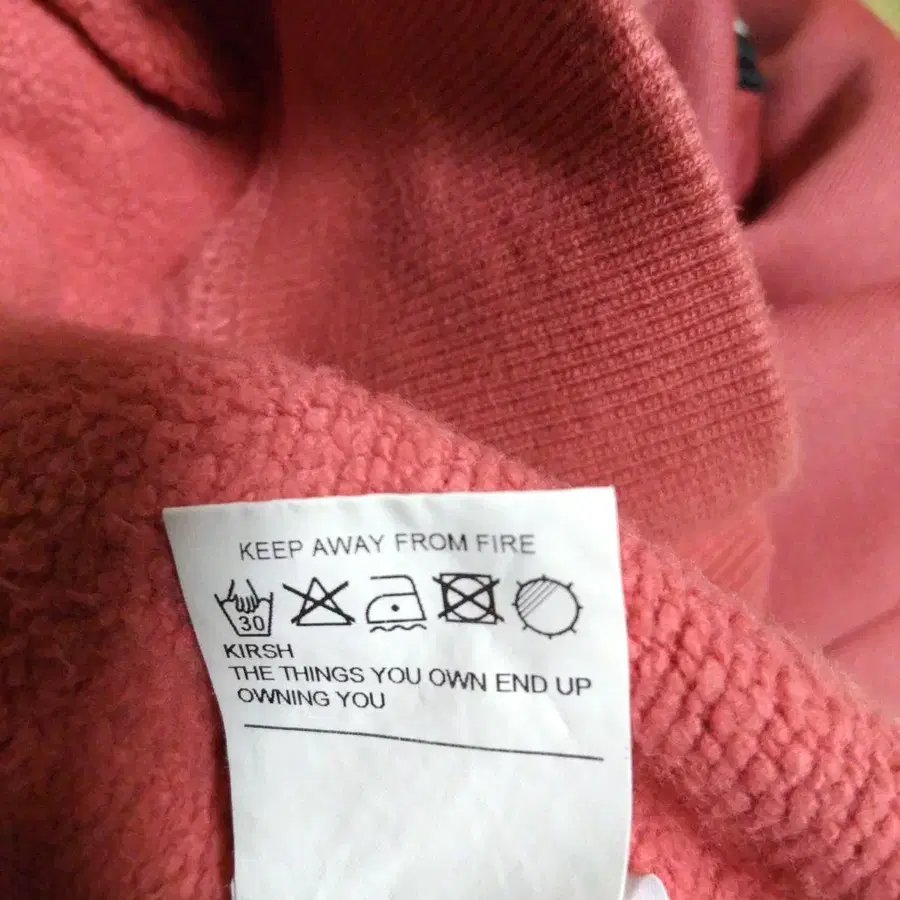 KEEP AWAY FROM FIRE
30
KIRSH
THE THINGS YOU OWN END UP
OWNING YOU